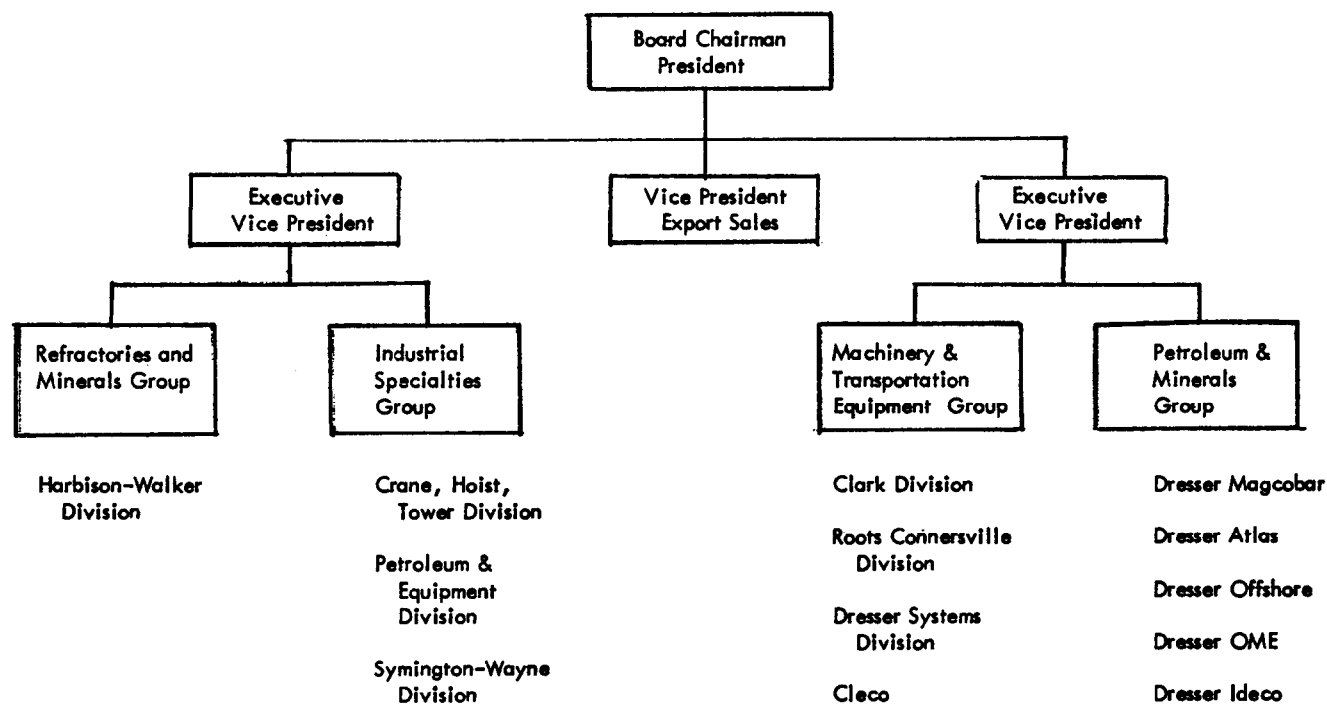 Board Chairman
President
Executive
Vice President
Vice President
Export Sales
Executive
Vice President
Refractories and
Minerals Group
Industrial
Specialties
Group
Machinery &
Transportation
Equipment Group
Petroleum &
Minerals
Group
Harbison-Walker
Division
Crane, Hoist,
Tower Division
Petroleum &
Equipment
Division
Symington-Wayne
Division
Clark Division
Roots Connersville
Division
Dresser Systems
Division
Cleco
Dresser Magcobar
Dresser Atlas
Dresser Offshore
Dresser OME
Dresser Ideco